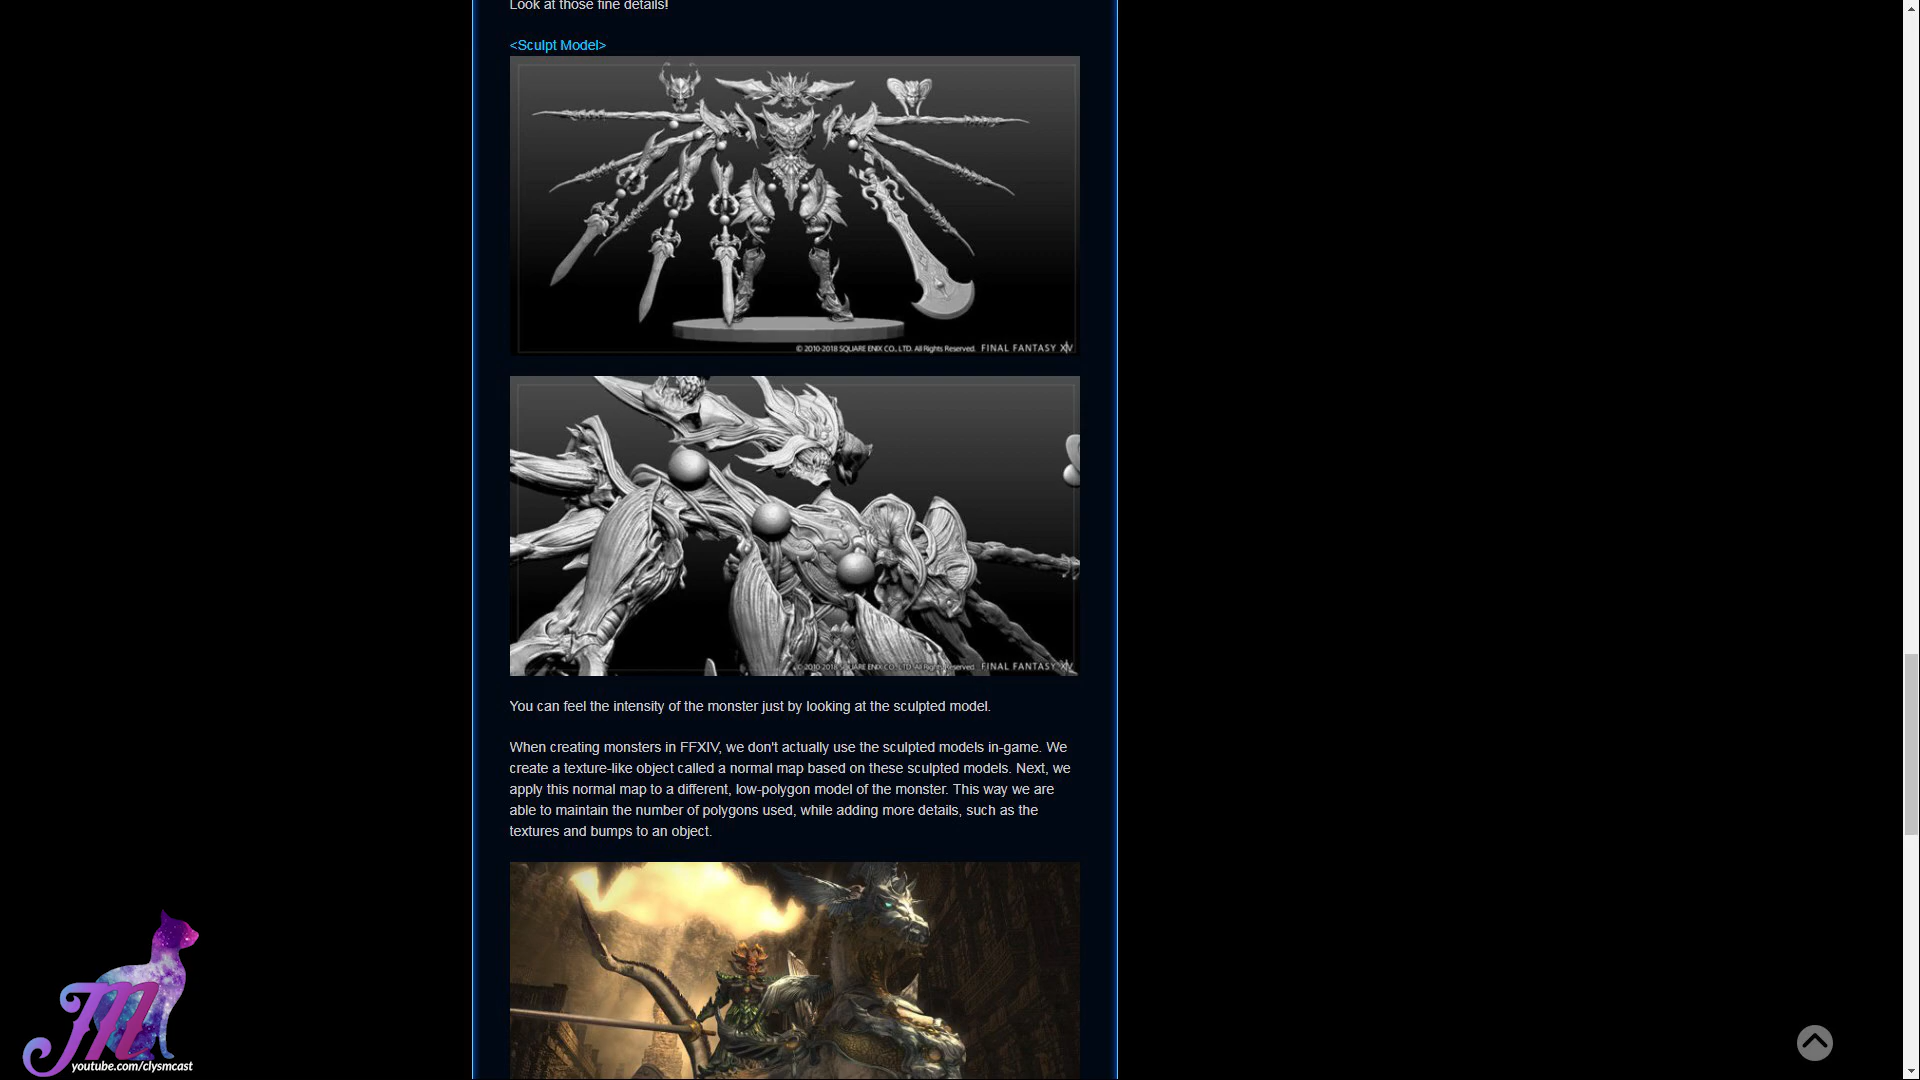 Look at those fine details!
<Sculpt Model>
© 2010-2018 SQUARE ENIX CO., LTD. All Rights Reserved. FINAL FANTASY XIV
© 2010-2018 SQUARE ENIX CO., LTD. All Rights Reserved. FINAL FANTASY XIV
You can feel the intensity of the monster just by looking at the sculpted model.
When creating monsters in FFXIV, we don't actually use the sculpted models in-game. We
create a texture-like object called a normal map based on these sculpted models. Next, we
apply this normal map to a different, low-polygon model of the monster. This way we are
able to maintain the number of polygons used, while adding more details, such as the
textures and bumps to an object.
M
youtube.com/clysmcast